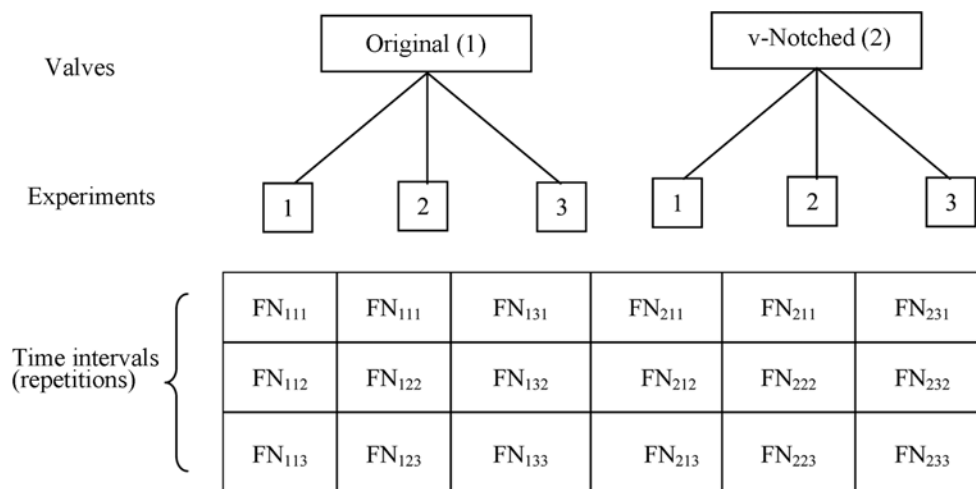 Valves
Original (1)
v-Notched (2)
Experiments
1 2 3 1 2 3
Time intervals
(repetitions)
FN₁₁₁ FN₁₁₁ FN₁₃₁ FN₂₁₁ FN₂₁₁ FN₂₃₁
FN₁₁₂ FN₁₂₂ FN₁₃₂ FN₂₁₂ FN₂₂₂ FN₂₃₂
FN₁₁₃ FN₁₂₃ FN₁₃₃ FN₂₁₃ FN₂₂₃ FN₂₃₃